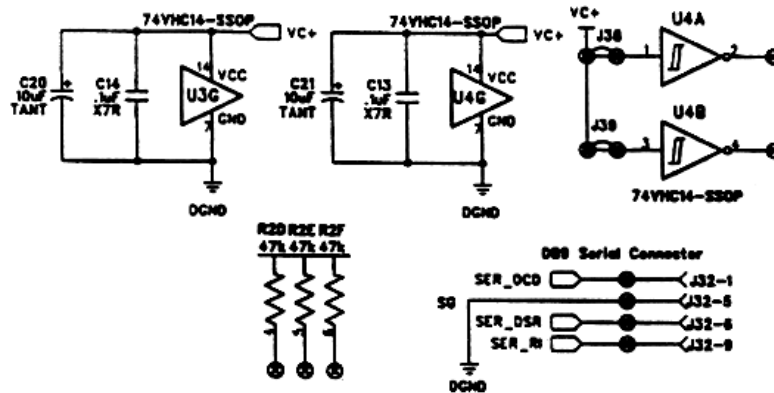 74VHC14-SSOP
VC+
C20
10uF
TANT
C14
.1uF
X7R
14
VCC
U3G
GND
7
DGND
74VHC14-SSOP
VC+
C21
10uF
TANT
C13
.1uF
X7R
14
VCC
U4G
GND
7
DGND
VC+
J38
1
U4A
2
J39
3
U4B
4
74VHC14-SSOP
R2D R2E R2F
47k 47k 47k
4 5 6
DB9 Serial Connector
SER_DCD J32-1
SG J32-5
SER_DSR J32-6
SER_RI J32-9
DGND